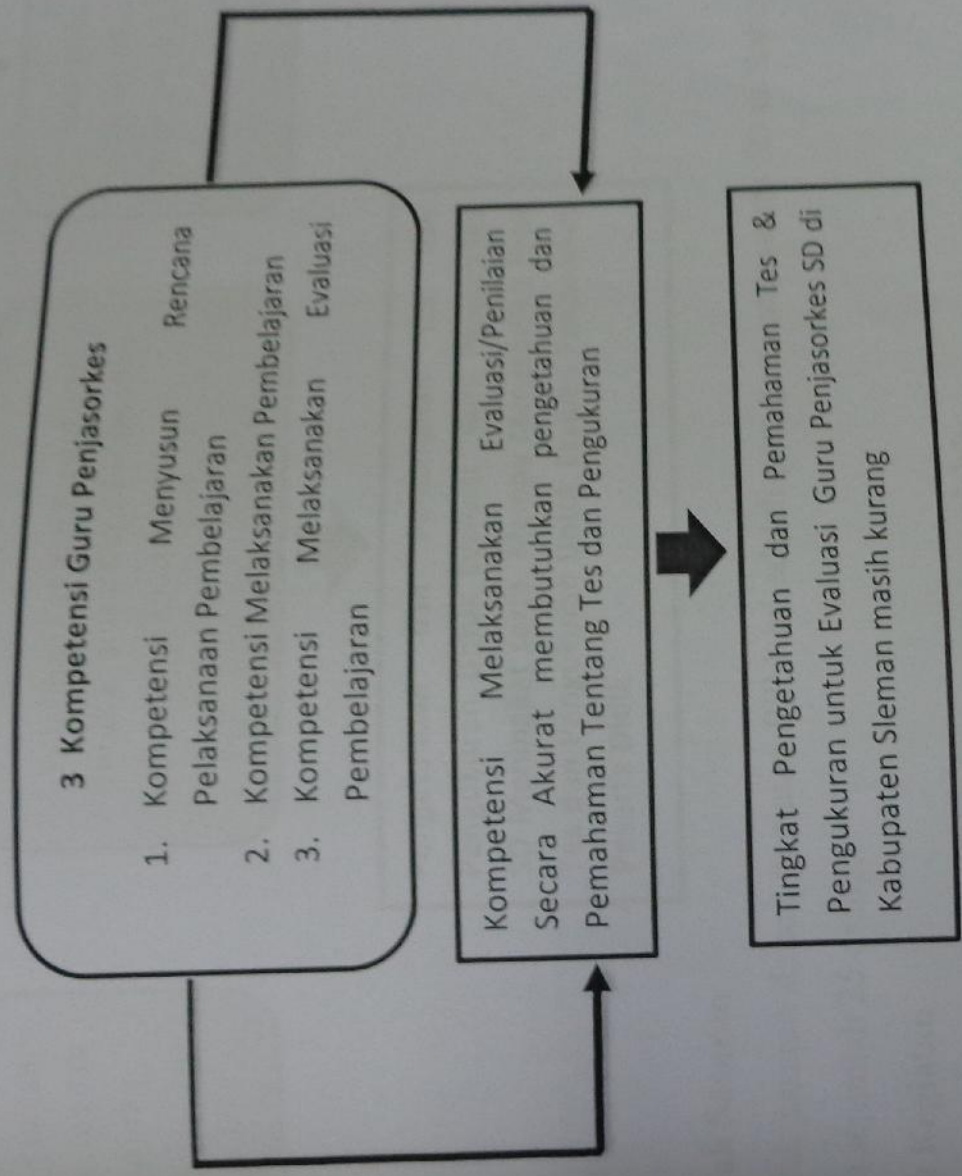 3 Kompetensi Guru Penjasorkes
1. Kompetensi Menyusun Rencana
Pelaksanaan Pembelajaran
2. Kompetensi Melaksanakan Pembelajaran
3. Kompetensi Melaksanakan Evaluasi
Pembelajaran
Kompetensi Melaksanakan Evaluasi/Penilaian
Secara Akurat membutuhkan pengetahuan dan
Pemahaman Tentang Tes dan Pengukuran
Tingkat Pengetahuan dan Pemahaman Tes &
Pengukuran untuk Evaluasi Guru Penjasorkes SD di
Kabupaten Sleman masih kurang